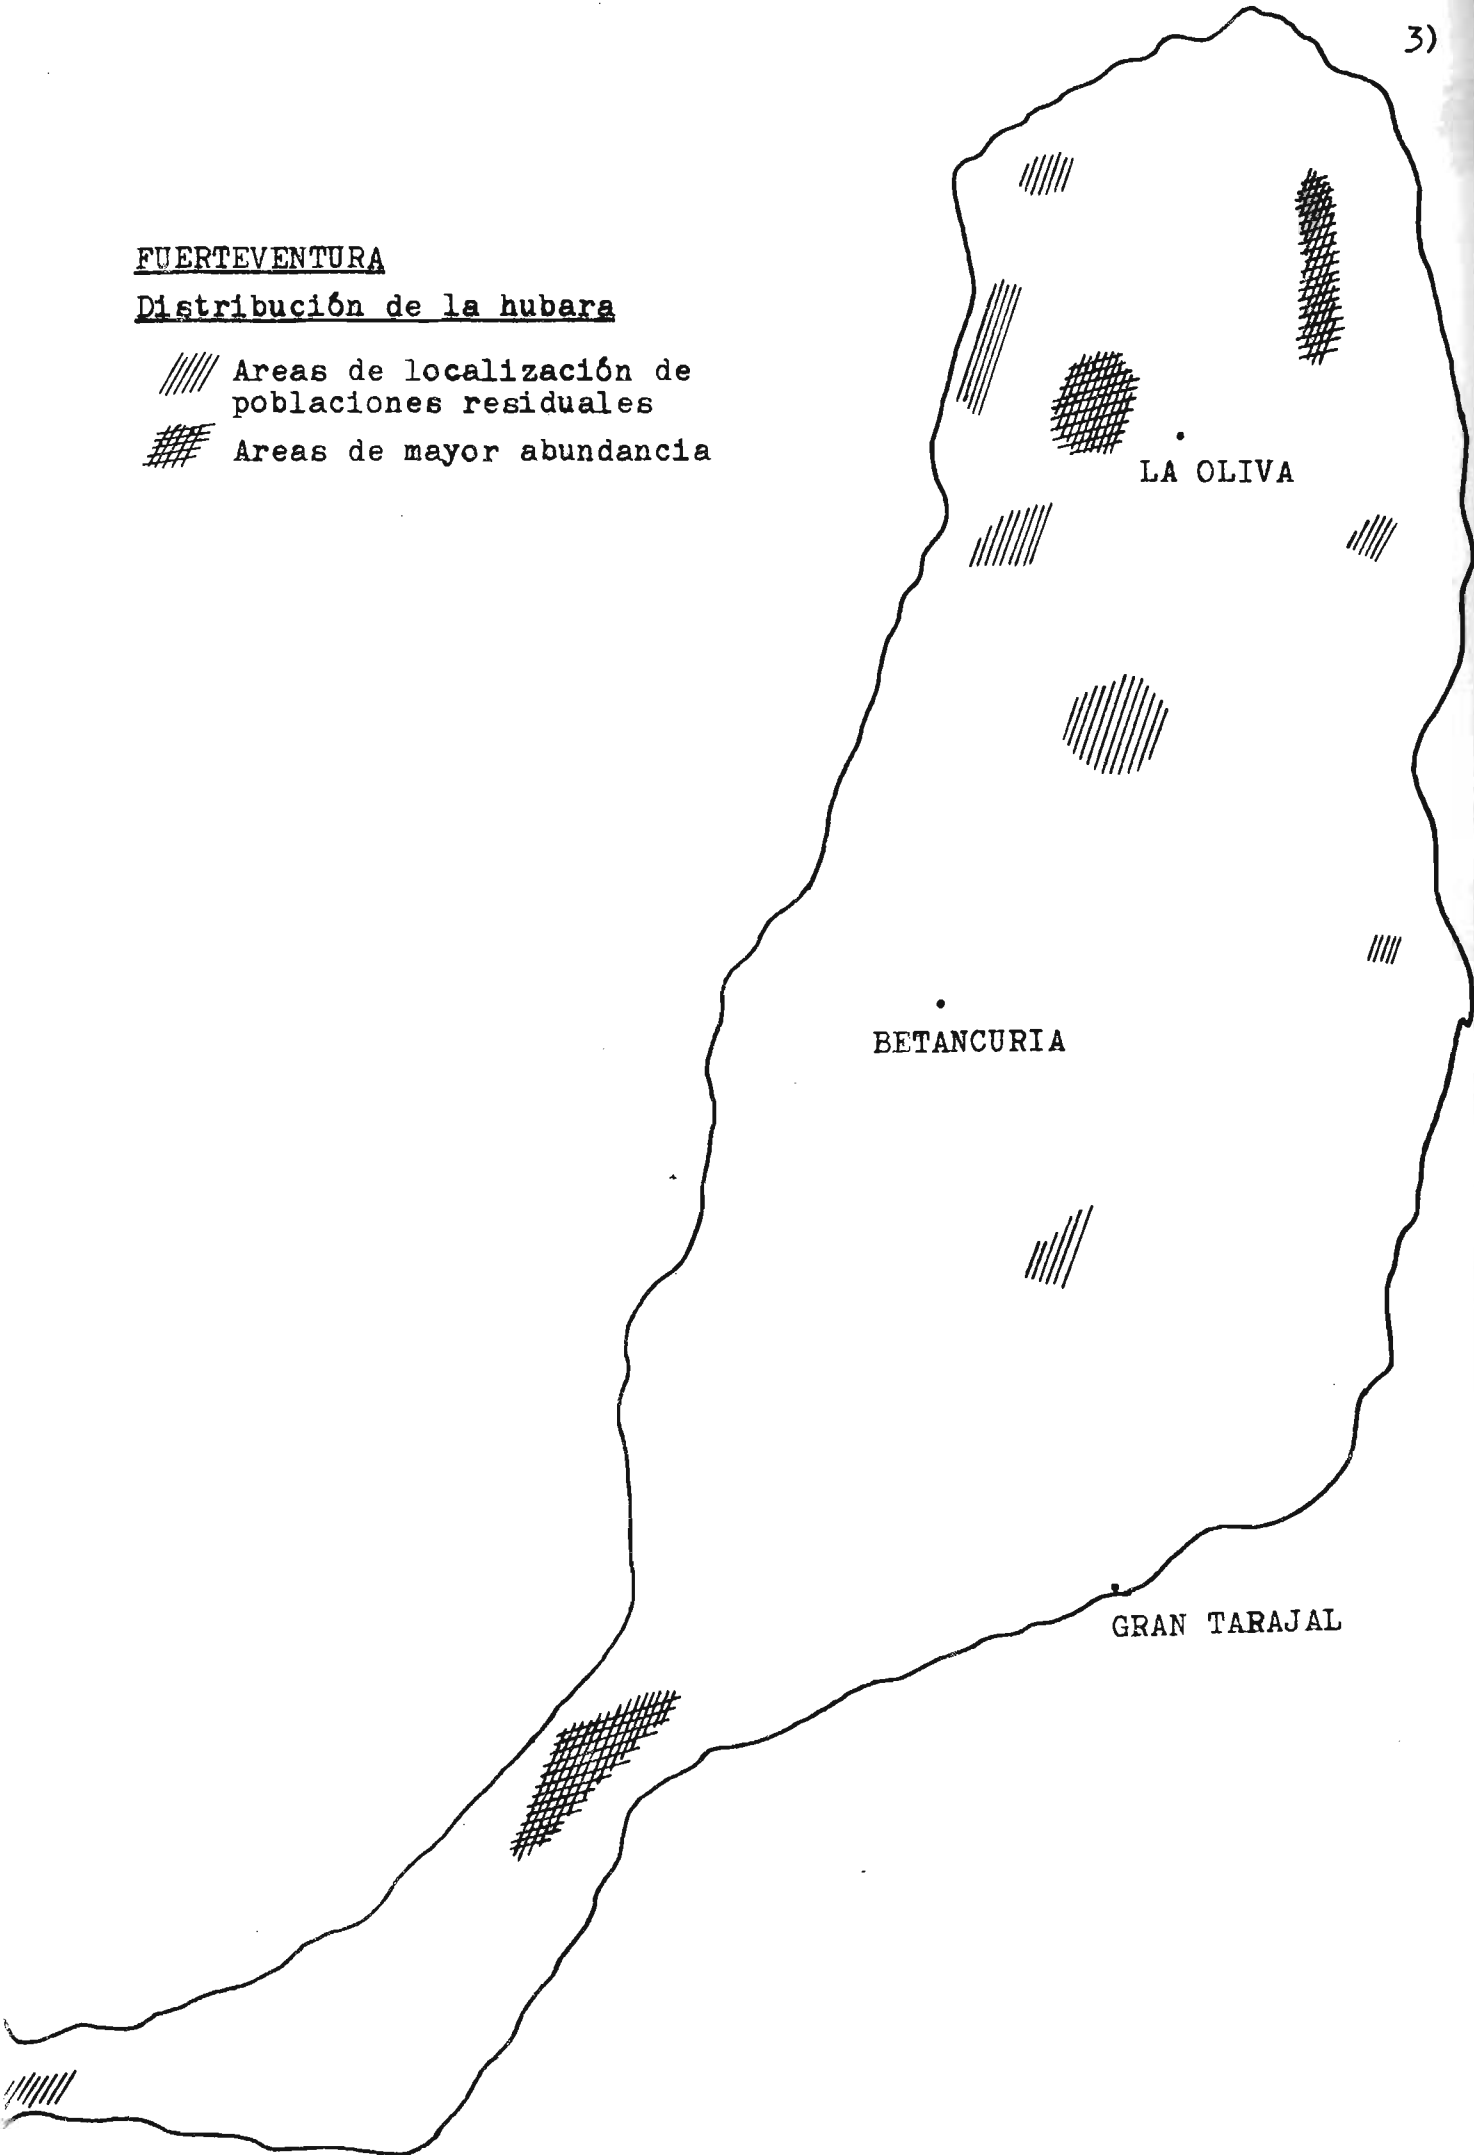 3)
FUERTEVENTURA
Distribución de la hubara
Areas de localización de
poblaciones residuales
Areas de mayor abundancia
LA OLIVA
BETANCURIA
GRAN TARAJAL